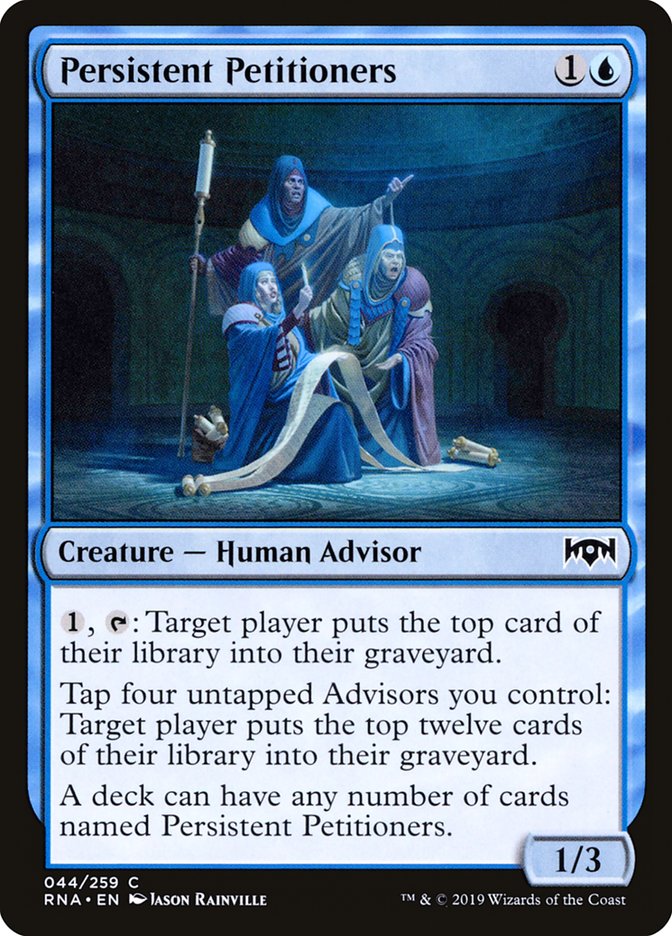 Persistent Petitioners 1
Creature — Human Advisor
1, : Target player puts the top card of
their library into their graveyard.
Tap four untapped Advisors you control:
Target player puts the top twelve cards
of their library into their graveyard.
A deck can have any number of cards
named Persistent Petitioners.
1/3
044/259 C
RNA • EN Jason Rainville
™ & © 2019 Wizards of the Coast